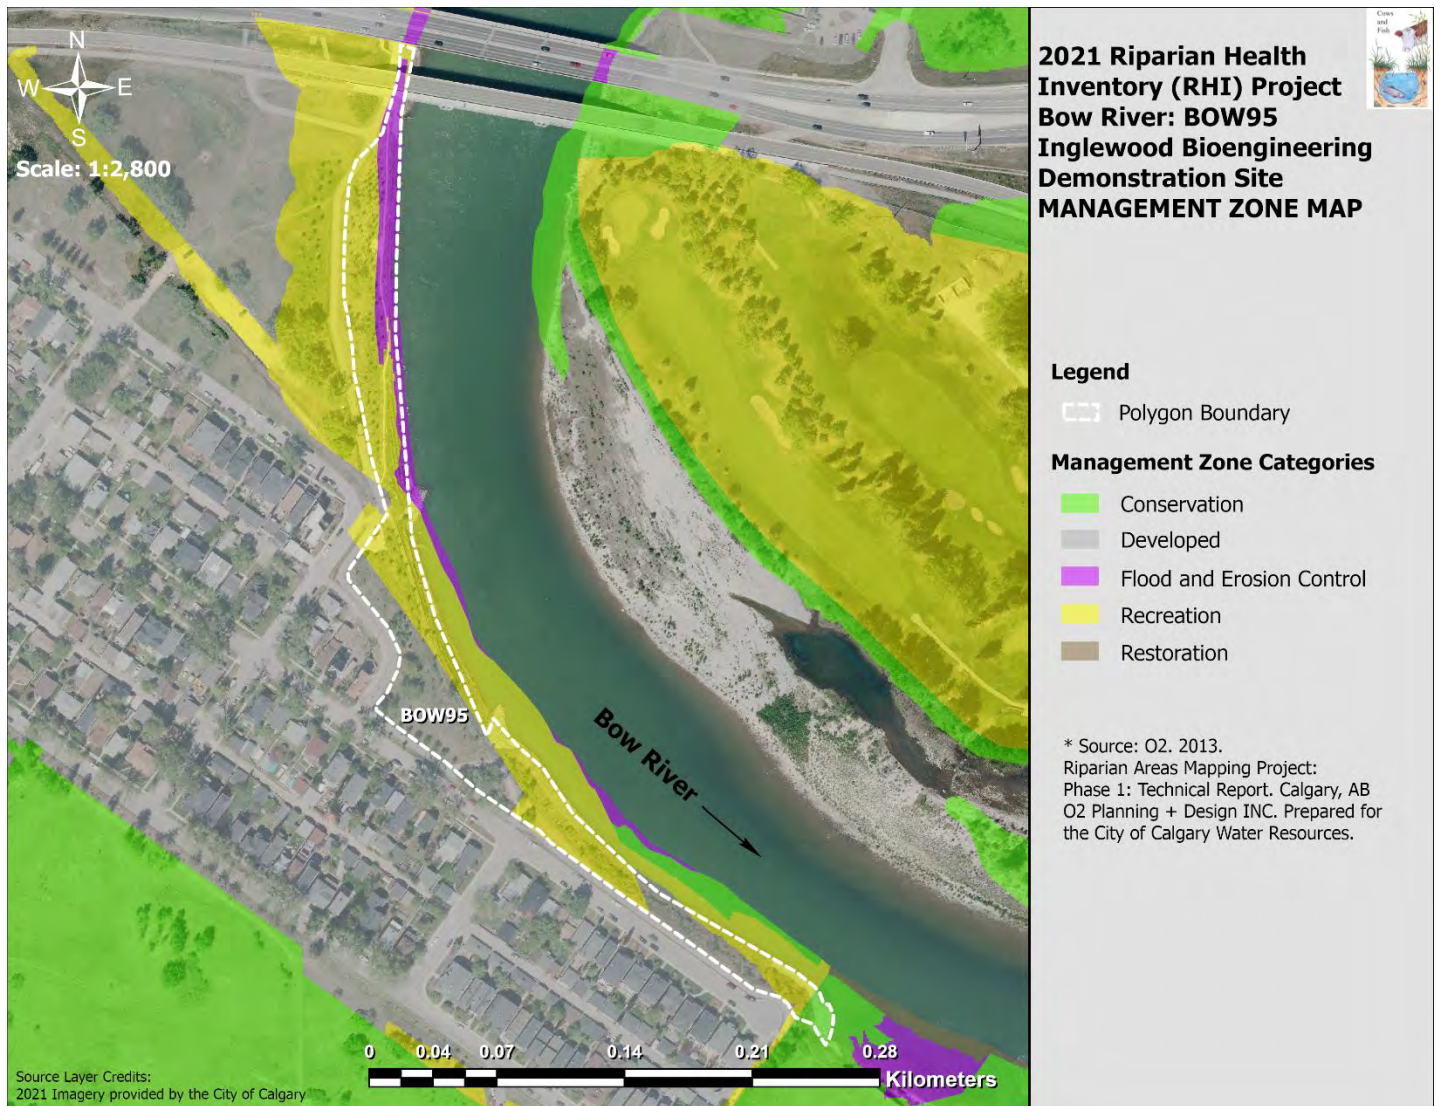 N
W E
S
Scale: 1:2,800
BOW95
Bow River
0 0.04 0.07 0.14 0.21 0.28
Kilometers
Source Layer Credits:
2021 Imagery provided by the City of Calgary
Cows
and
Fish
2021 Riparian Health
Inventory (RHI) Project
Bow River: BOW95
Inglewood Bioengineering
Demonstration Site
MANAGEMENT ZONE MAP
Legend
Polygon Boundary
Management Zone Categories
Conservation
Developed
Flood and Erosion Control
Recreation
Restoration
* Source: O2. 2013.
Riparian Areas Mapping Project:
Phase 1: Technical Report. Calgary, AB
O2 Planning + Design INC. Prepared for
the City of Calgary Water Resources.